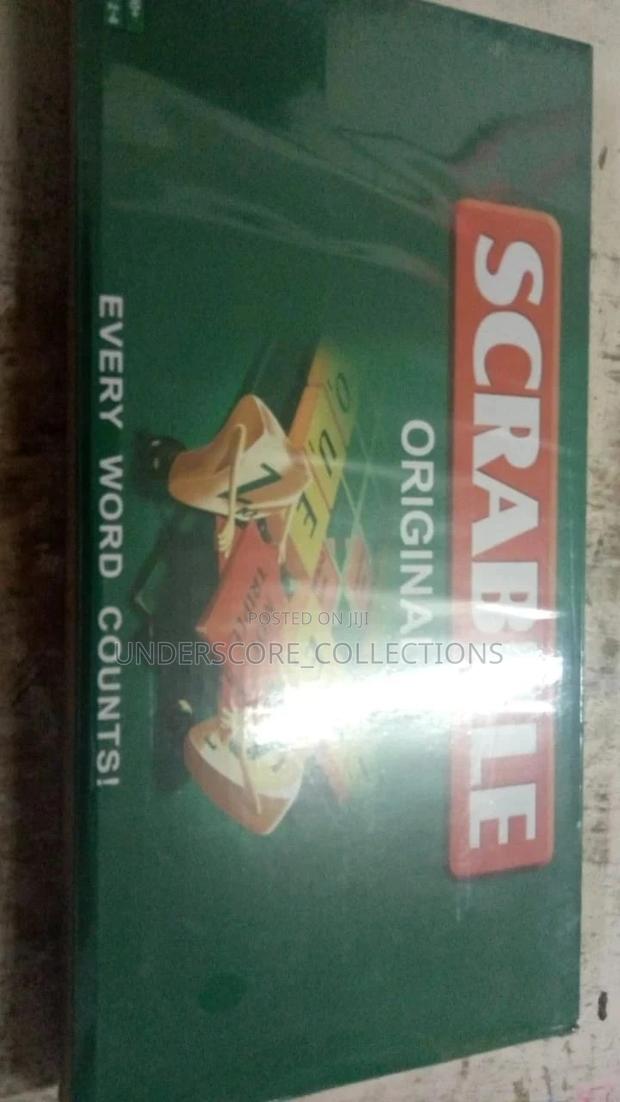 SCRABBLE
ORIGINAL
EVERY WORD COUNTS!
POSTED ON JIJI
UNDERSCORE_COLLECTIONS